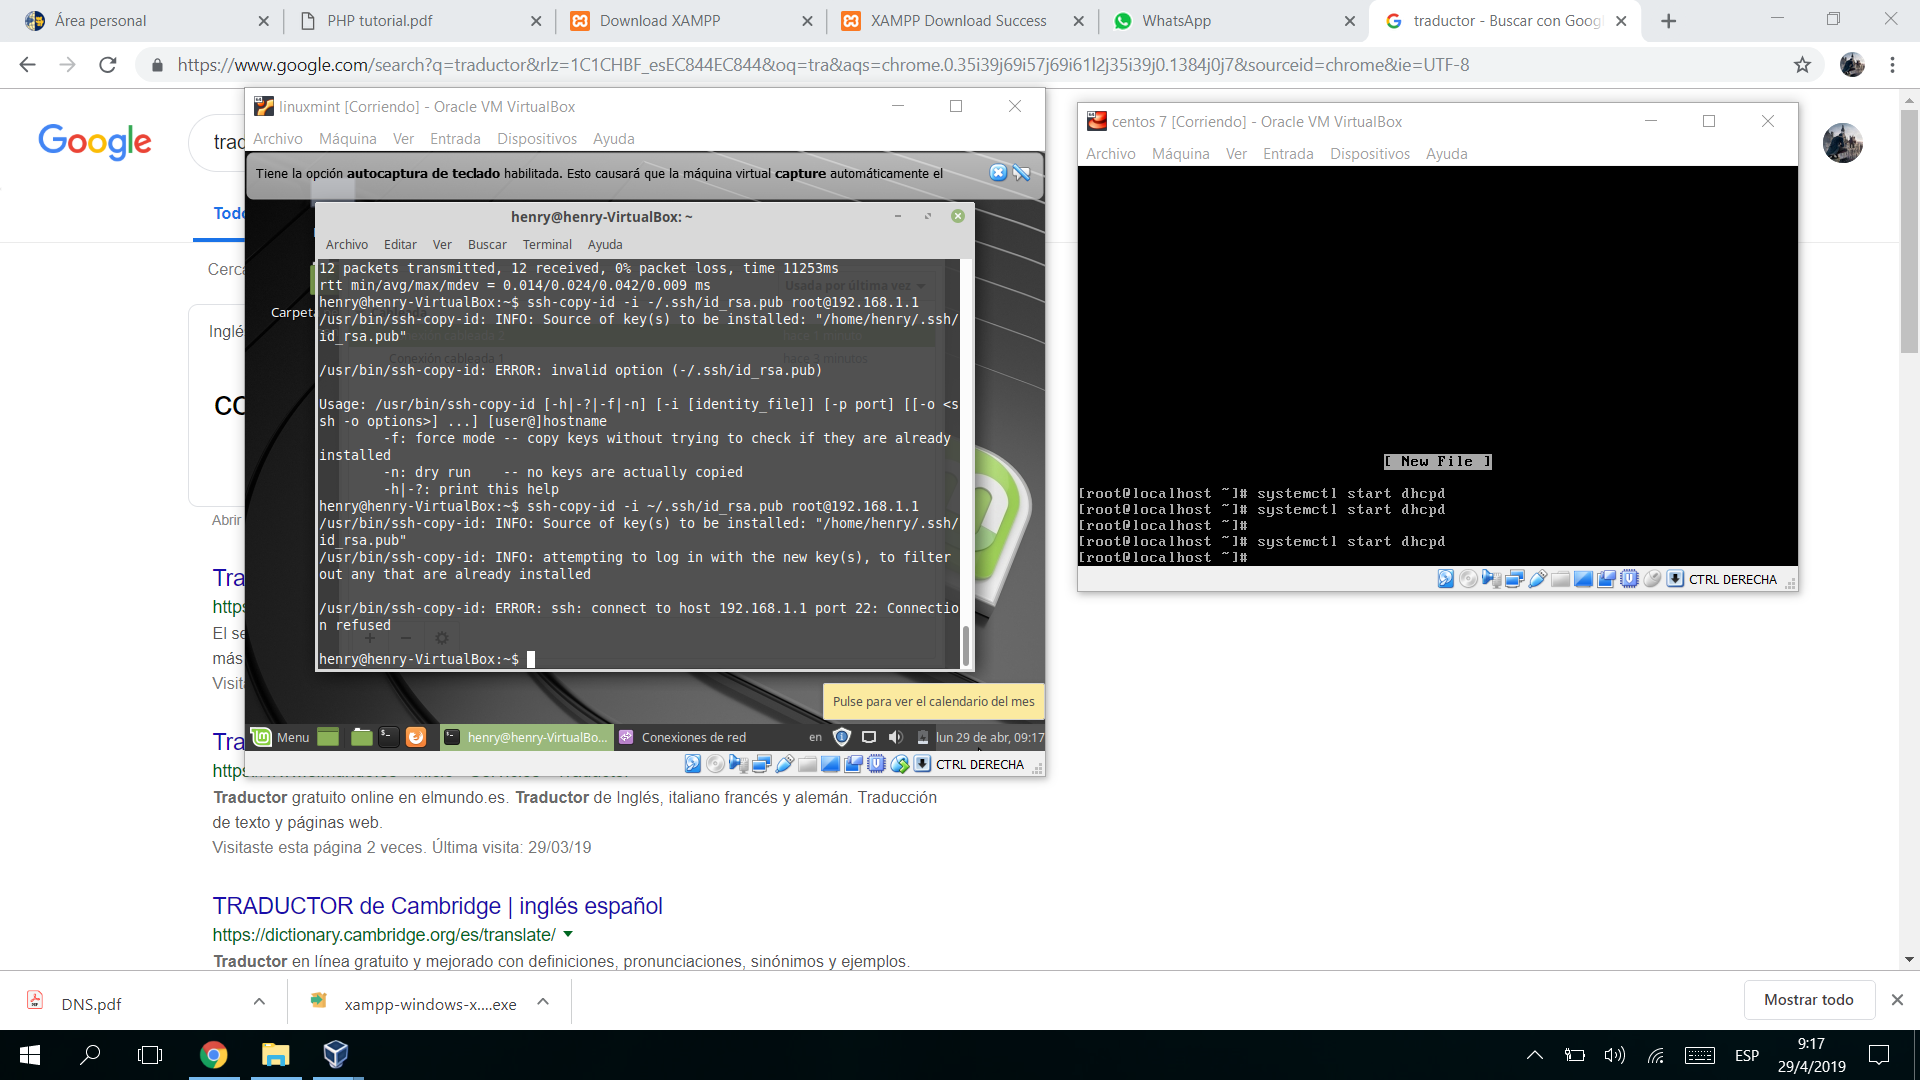 Área personal
PHP tutorial.pdf
Download XAMPP
XAMPP Download Success
WhatsApp
traductor - Buscar con Goog
https://www.google.com/search?q=traductor&rlz=1C1CHBF_esEC844EC844&oq=tra&aqs=chrome.0.35i39j69i57j69i61l2j35i39j0.1384j0j7&sourceid=chrome&ie=UTF-8
Google
trad
Todo
Cerca
Inglé
co
Abrir
linuxmint [Corriendo] - Oracle VM VirtualBox
Archivo Máquina Ver Entrada Dispositivos Ayuda
Tiene la opción autocaptura de teclado habilitada. Esto causará que la máquina virtual capture automáticamente el
Carpeta
henry@henry-VirtualBox: ~
Archivo Editar Ver Buscar Terminal Ayuda
12 packets transmitted, 12 received, 0% packet loss, time 11253ms
rtt min/avg/max/mdev = 0.014/0.024/0.042/0.009 ms
Usada por última vez
henry@henry-VirtualBox:~$ ssh-copy-id -i -/.ssh/id_rsa.pub root@192.168.1.1
/usr/bin/ssh-copy-id: INFO: Source of key(s) to be installed: "/home/henry/.ssh/
id_rsa.pub"
Conexión cableada 1
hace 3 minutos
/usr/bin/ssh-copy-id: ERROR: invalid option (-/.ssh/id_rsa.pub)
Usage: /usr/bin/ssh-copy-id [-h|-?|-f|-n] [-i [identity_file]] [-p port] [[-o <s
sh -o options>] ...] [user@]hostname
-f: force mode -- copy keys without trying to check if they are already
installed
-n: dry run -- no keys are actually copied
-h|-?: print this help
henry@henry-VirtualBox:~$ ssh-copy-id -i ~/.ssh/id_rsa.pub root@192.168.1.1
/usr/bin/ssh-copy-id: INFO: Source of key(s) to be installed: "/home/henry/.ssh/
id_rsa.pub"
/usr/bin/ssh-copy-id: INFO: attempting to log in with the new key(s), to filter
out any that are already installed
/usr/bin/ssh-copy-id: ERROR: ssh: connect to host 192.168.1.1 port 22: Connectio
n refused
henry@henry-VirtualBox:~$
Pulse para ver el calendario del mes
Menu
henry@henry-VirtualBo...
Conexiones de red
en
lun 29 de abr, 09:17
CTRL DERECHA
centos 7 [Corriendo] - Oracle VM VirtualBox
Archivo Máquina Ver Entrada Dispositivos Ayuda
[ New File ]
[root@localhost ~]# systemctl start dhcpd
[root@localhost ~]# systemctl start dhcpd
[root@localhost ~]#
[root@localhost ~]# systemctl start dhcpd
[root@localhost ~]#
CTRL DERECHA
Tra
https
El se
más
Visita
Tra
https
Traductor gratuito online en elmundo.es. Traductor de Inglés, italiano francés y alemán. Traducción
de texto y páginas web.
Visitaste esta página 2 veces. Última visita: 29/03/19
TRADUCTOR de Cambridge | inglés español
https://dictionary.cambridge.org/es/translate/
Traductor en línea gratuito y mejorado con definiciones, pronunciaciones, sinónimos y ejemplos.
DNS.pdf
xampp-windows-x....exe
Mostrar todo
ESP
9:17
29/4/2019